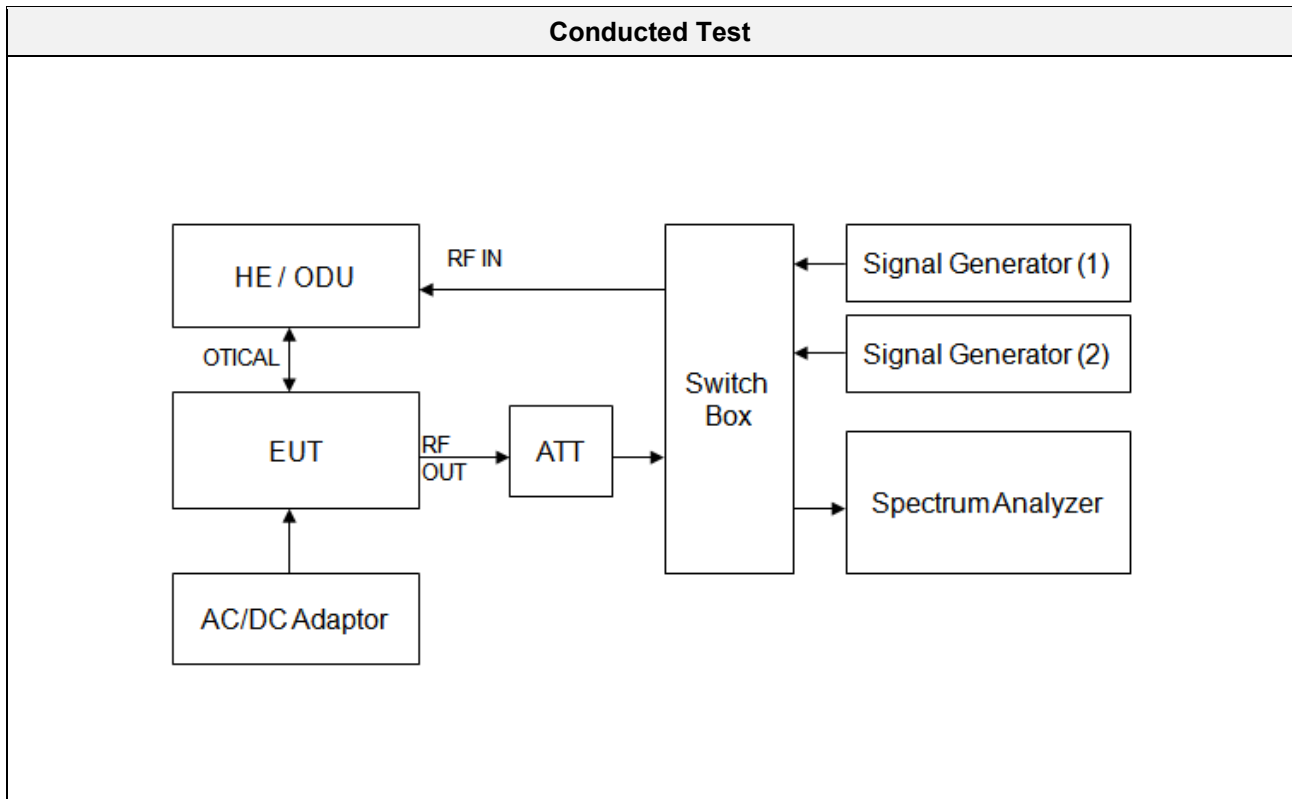 Conducted Test
HE / ODU
RF IN
Signal Generator (1)
OTICAL
Signal Generator (2)
Switch
Box
EUT
RF
OUT
ATT
Spectrum Analyzer
AC/DC Adaptor